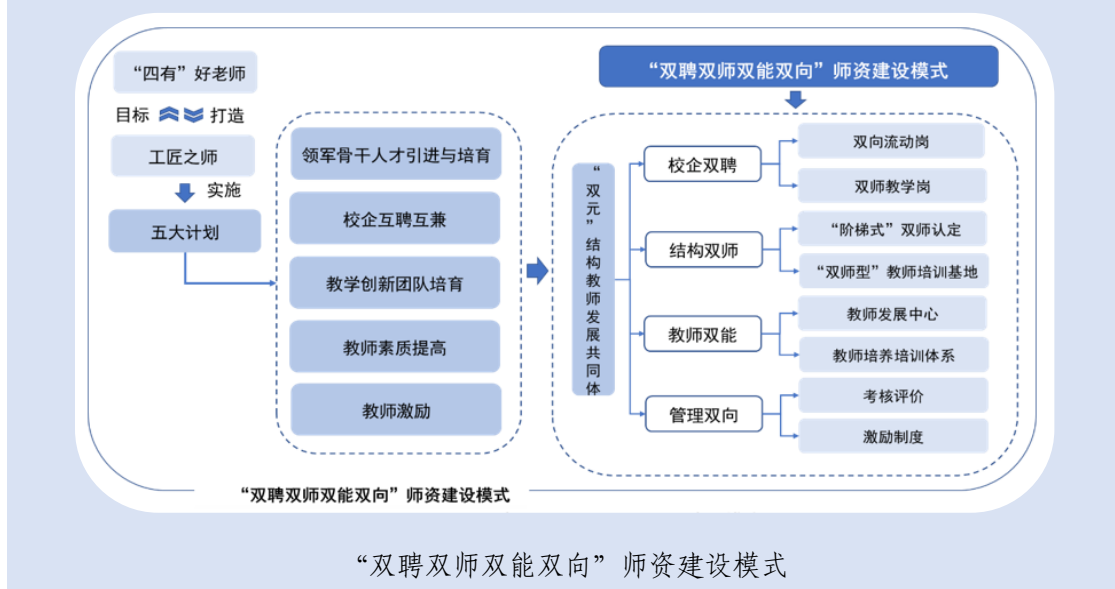 “四有”好老师
目标
打造
工匠之师
实施
五大计划
领军骨干人才引进与培育
校企互聘互兼
教学创新团队培育
教师素质提高
教师激励
“双聘双师双能双向”师资建设模式
“双元”结构教师发展共同体
校企双聘
双向流动岗
双师教学岗
结构双师
“阶梯式”双师认定
“双师型”教师培训基地
教师双能
教师发展中心
教师培养培训体系
管理双向
考核评价
激励制度
“双聘双师双能双向”师资建设模式
“双聘双师双能双向”师资建设模式